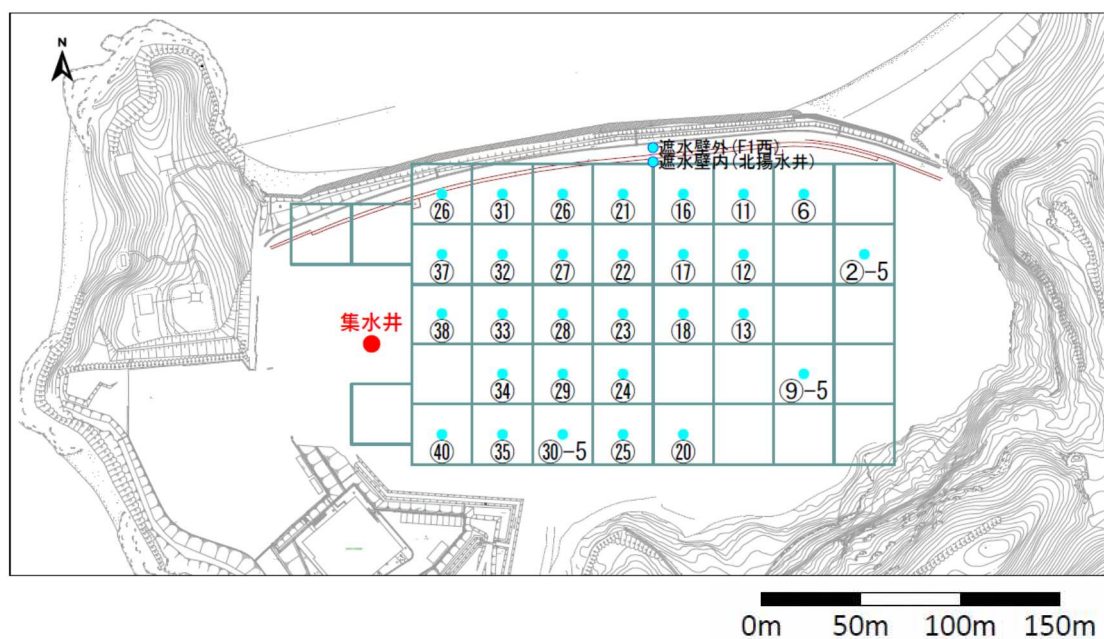 N
遮水壁外(F1西)
遮水壁内(北揚水井)
㉖ ㉛ ㉖ ㉑ ⑯ ⑪ ⑥
㊲ ㉜ ㉗ ㉒ ⑰ ⑫ ②-5
集水井
㊳ ㉝ ㉘ ㉓ ⑱ ⑬
㉞ ㉙ ㉔ ⑨-5
㊵ ㉟ ㉚-5 ㉕ ⑳
0m 50m 100m 150m